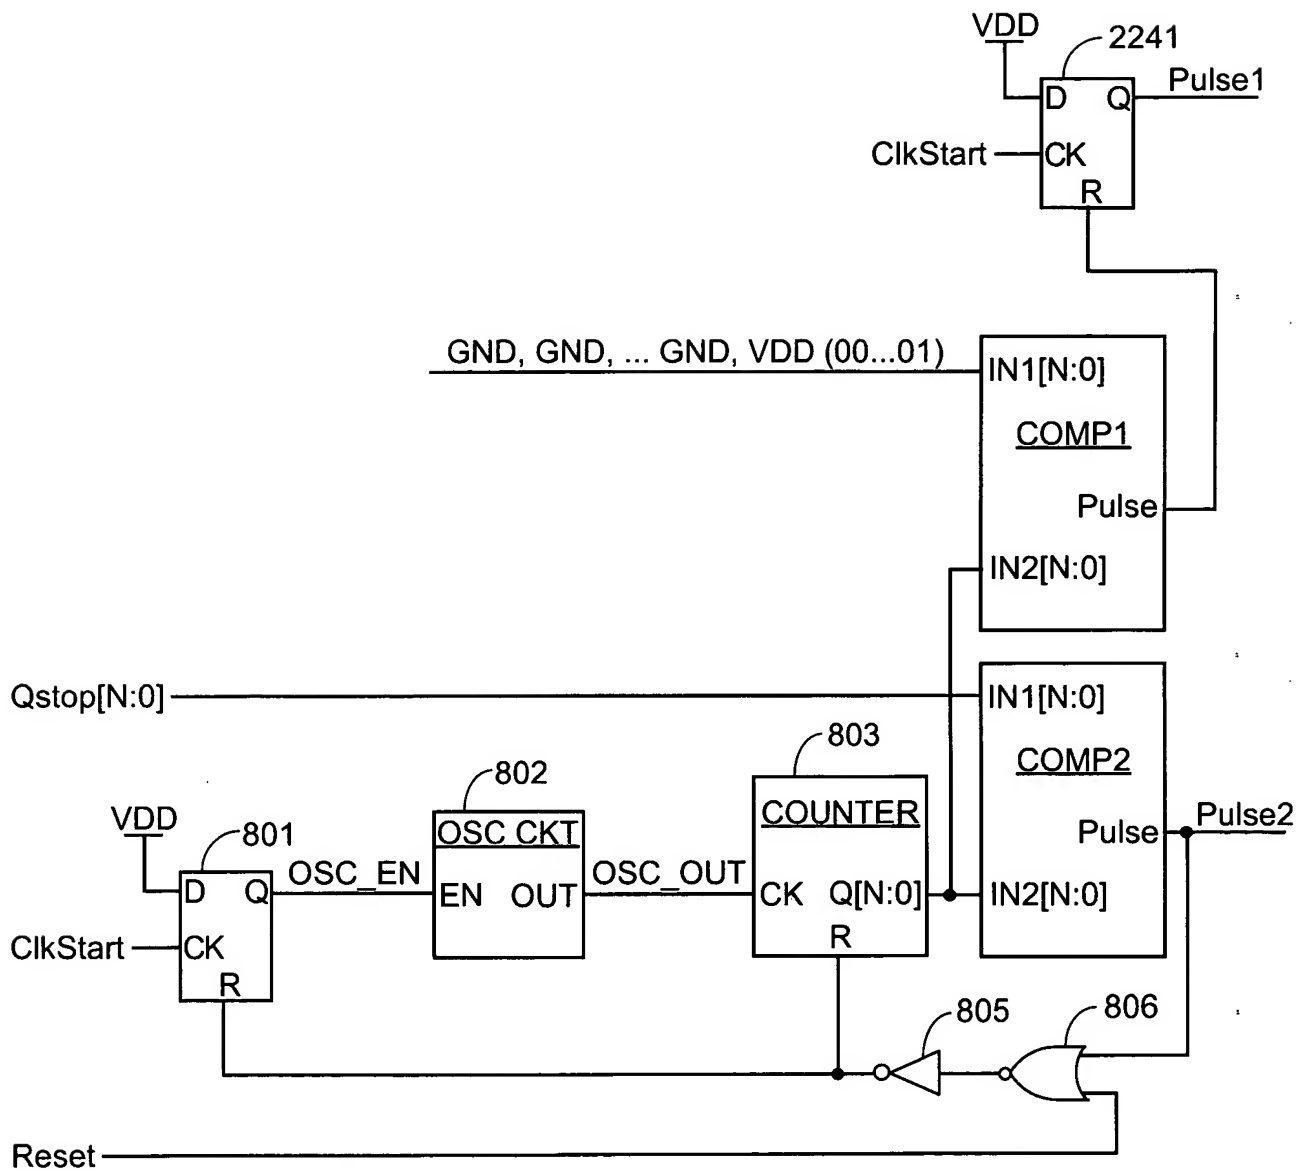 VDD
2241
D Q
Pulse1
ClkStart
CK
R
GND, GND, ... GND, VDD (00...01)
IN1[N:0]
COMP1
Pulse
IN2[N:0]
Qstop[N:0]
IN1[N:0]
COMP2
Pulse
Pulse2
IN2[N:0]
803
COUNTER
CK Q[N:0]
R
802
OSC CKT
EN OUT
OSC_OUT
VDD
801
D Q
OSC_EN
ClkStart
CK
R
805
806
Reset